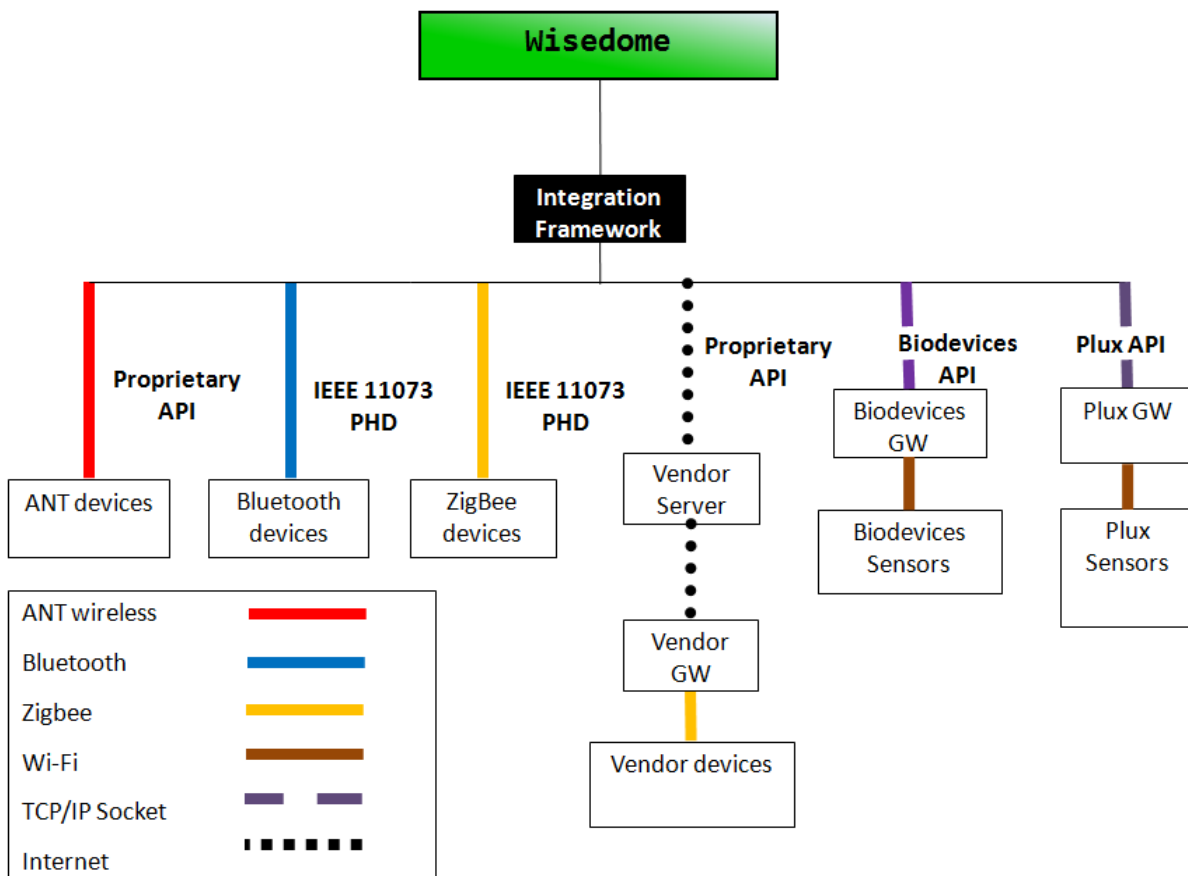 Wisedome
Integration
Framework
Proprietary
API
IEEE 11073
PHD
IEEE 11073
PHD
Proprietary
API
Biodevices
API
Plux API
ANT devices
Bluetooth
devices
ZigBee
devices
Vendor
Server
Biodevices
GW
Plux GW
Biodevices
Sensors
Plux
Sensors
Vendor
GW
Vendor devices
ANT wireless
Bluetooth
Zigbee
Wi-Fi
TCP/IP Socket
Internet